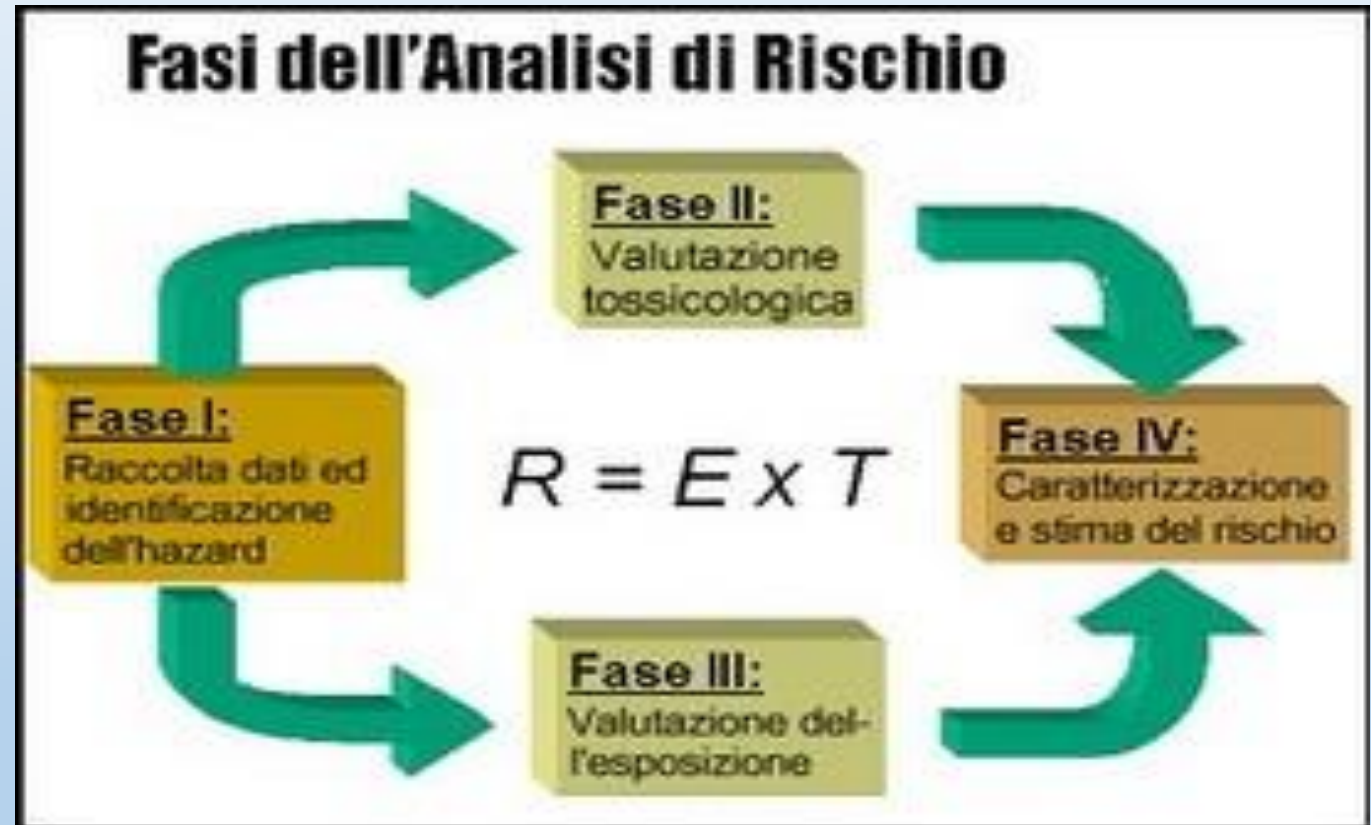 Fasi dell'Analisi di Rischio
Fase I:
Raccolta dati ed
identificazione
dell'hazard
Fase II:
Valutazione
tossicologica
R = E x T
Fase III:
Valutazione del-
l'esposizione
Fase IV:
Caratterizzazione
e stima del rischio